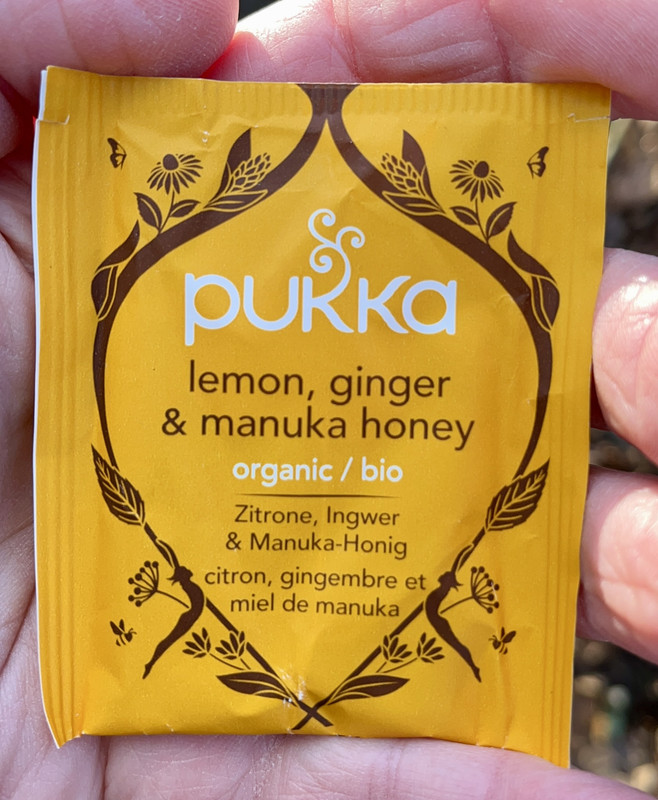 pukka
lemon, ginger
& manuka honey
organic / bio
Zitrone, Ingwer
& Manuka-Honig
citron, gingembre et
miel de manuka